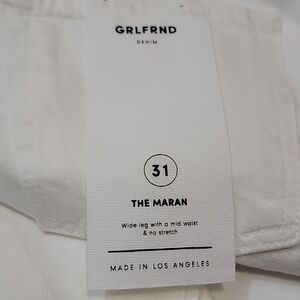 GRLFRND
DENIM
31
THE MARAN
Wide leg with a mid waist
& no stretch
MADE IN LOS ANGELES